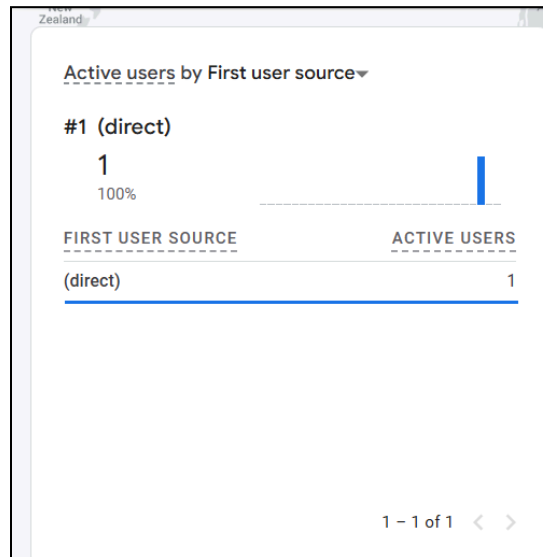 New
Zealand
Active users by First user source
#1 (direct)
1
100%
FIRST USER SOURCE ACTIVE USERS
(direct) 1
1 – 1 of 1